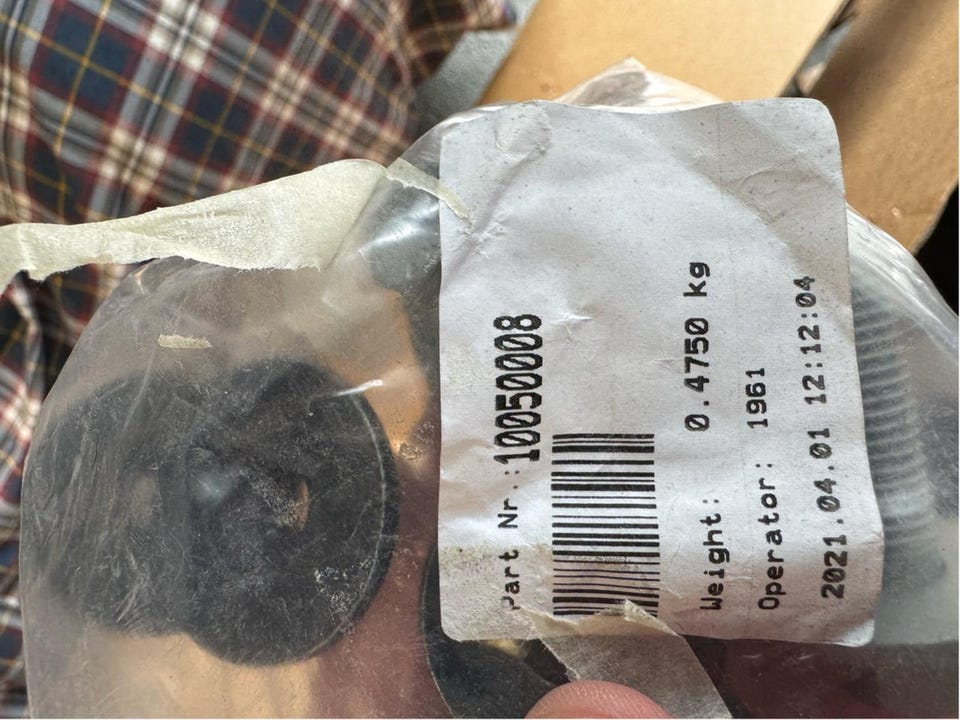 Part Nr.:10050008
Weight: 0.4750 kg
Operator: 1961
2021.04.01 12:12:04